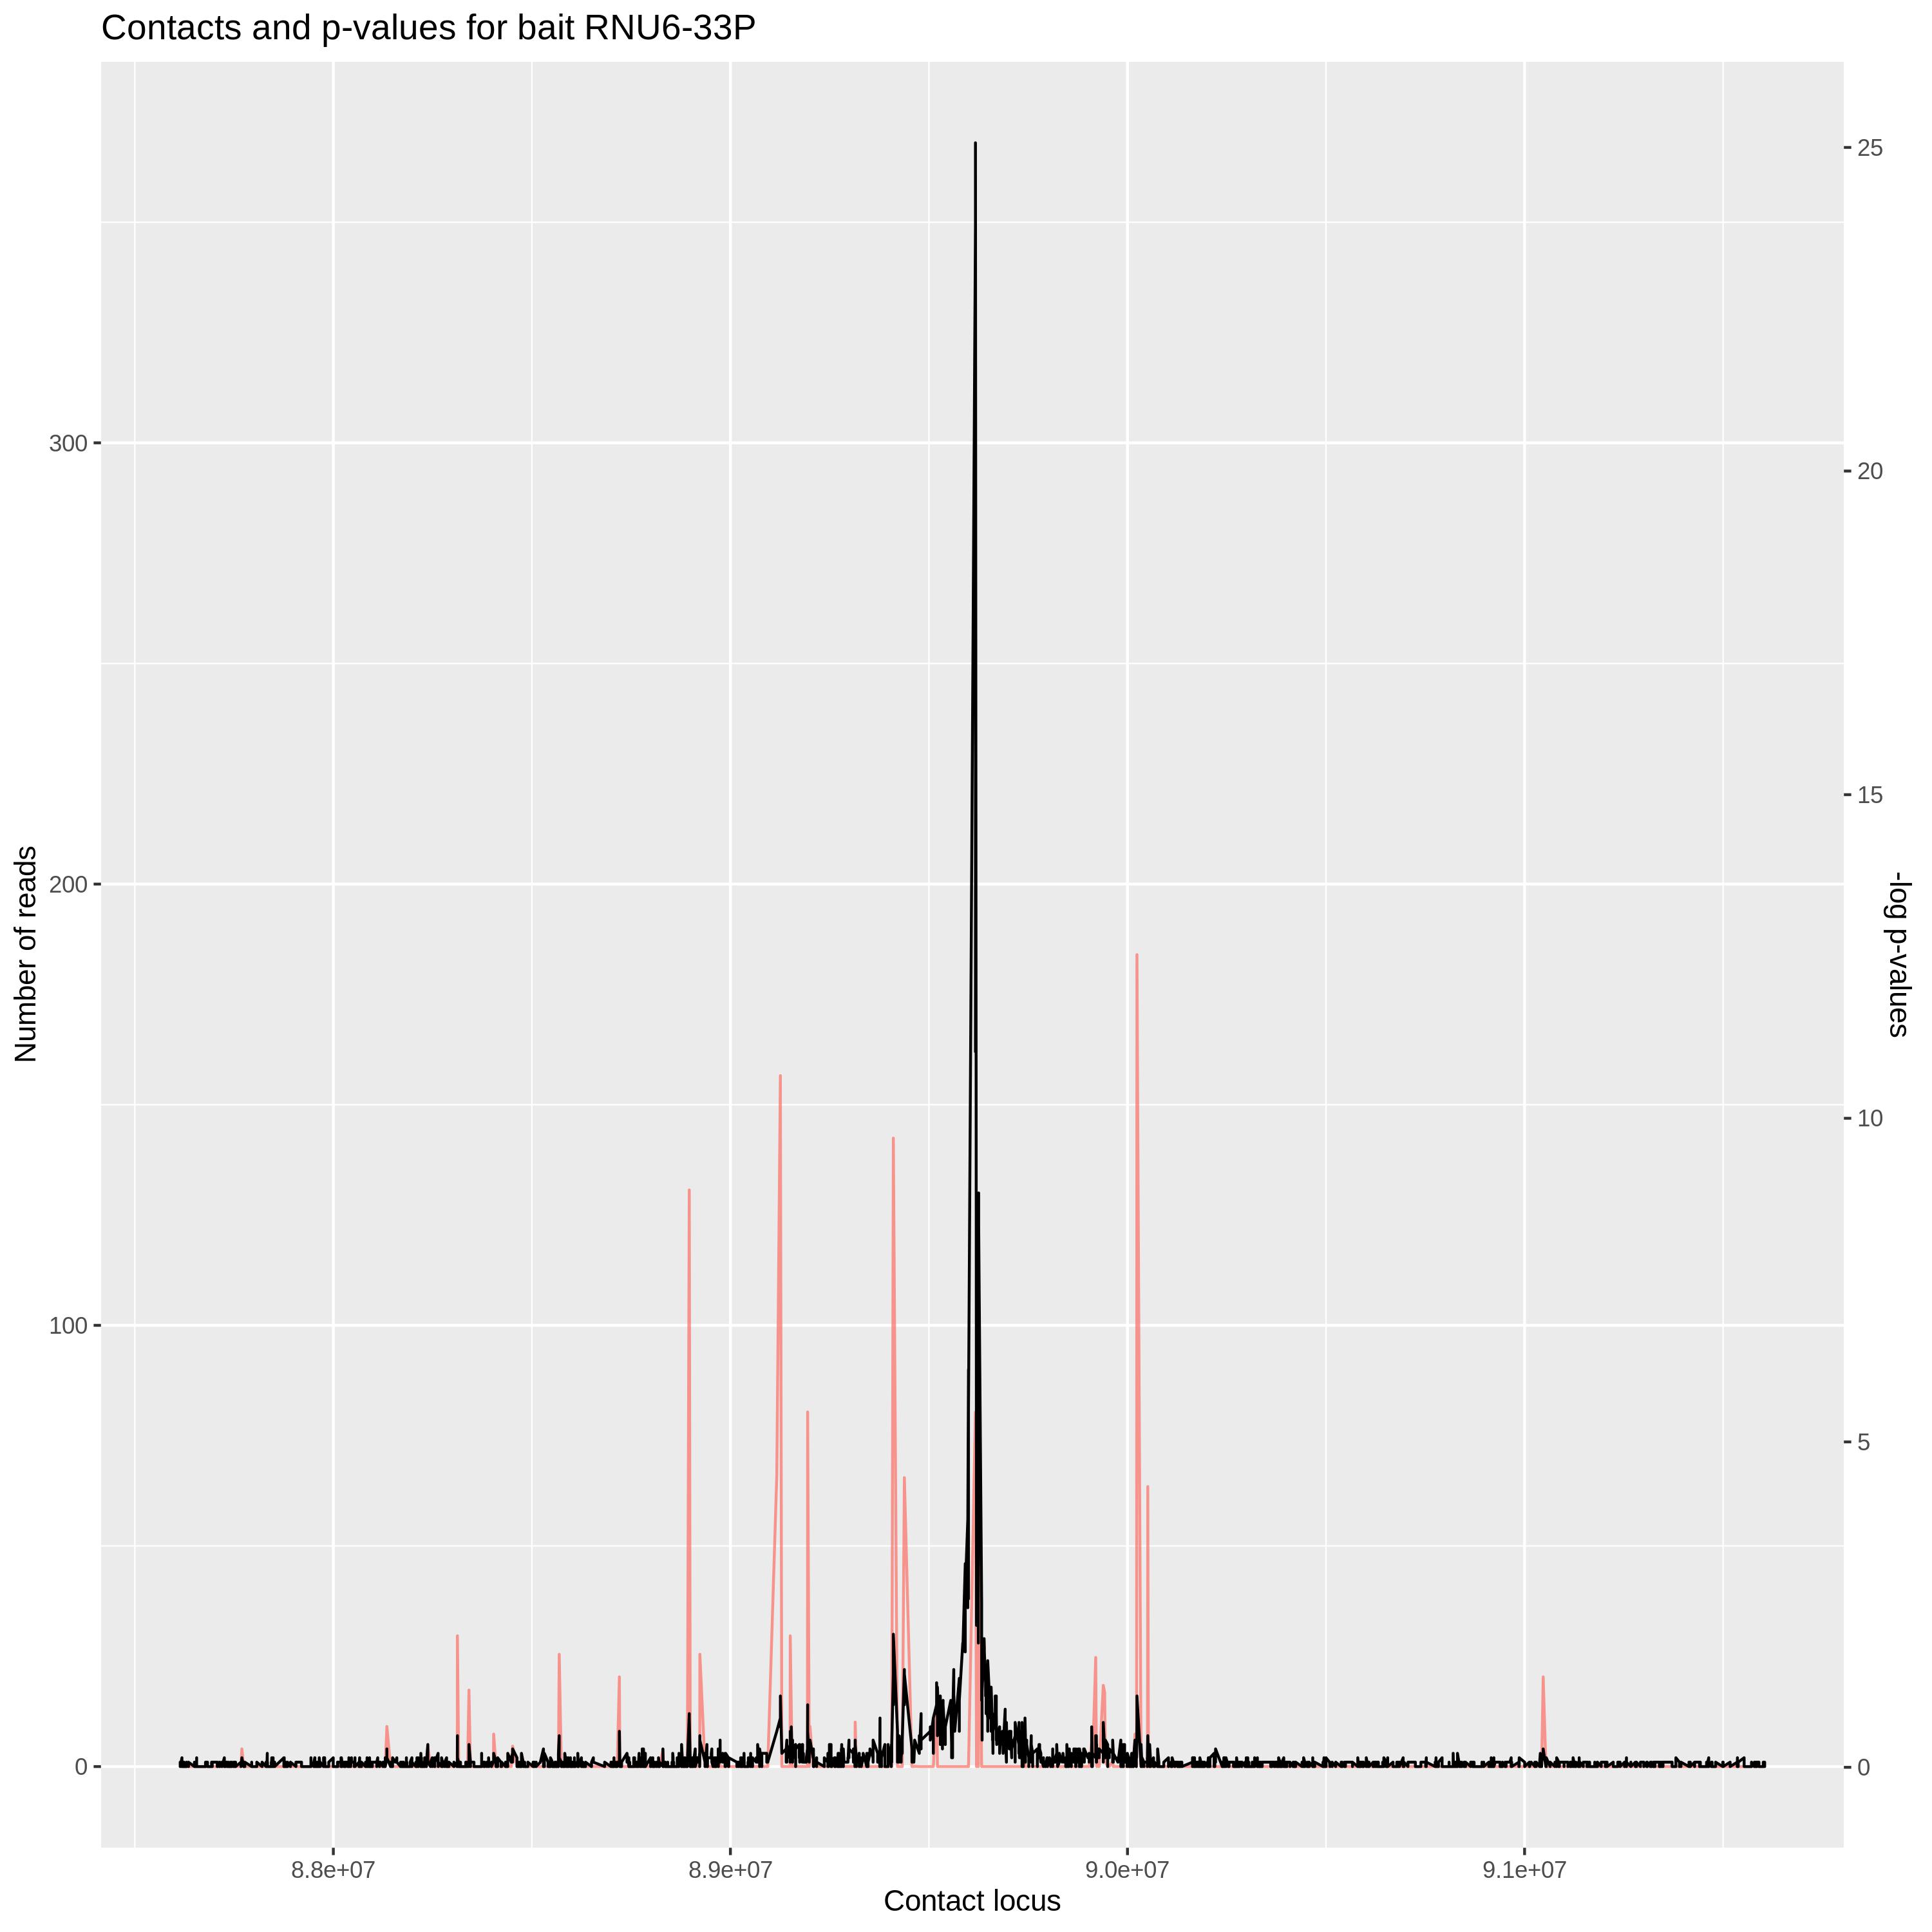 Contacts and p-values for bait RNU6-33P
300
200
100
0
Number of reads
25
20
15
10
5
0
-log p-values
8.8e+07
8.9e+07
9.0e+07
9.1e+07
Contact locus